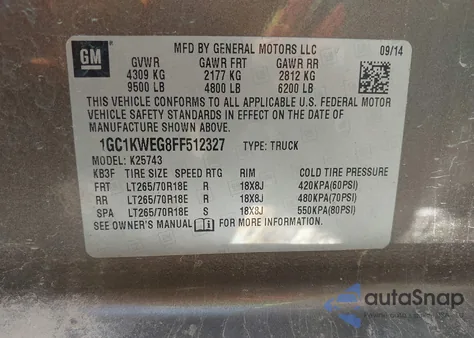 GM
MFD BY GENERAL MOTORS LLC 09/14
GVWR GAWR FRT GAWR RR
4309 KG 2177 KG 2812 KG
9500 LB 4800 LB 6200 LB
THIS VEHICLE CONFORMS TO ALL APPLICABLE U.S. FEDERAL MOTOR
VEHICLE SAFETY STANDARDS IN EFFECT ON THE DATE OF
MANUFACTURE SHOWN ABOVE.
1GC1KWEG8FF512327 TYPE: TRUCK
MODEL: K25743
KB3F TIRE SIZE SPEED RTG RIM COLD TIRE PRESSURE
FRT LT265/70R18E R 18X8J 420KPA(60PSI)
RR LT265/70R18E R 18X8J 480KPA(70PSI)
SPA LT265/70R18E S 18X8J 550KPA(80PSI)
SEE OWNER'S MANUAL FOR MORE INFORMATION.
autoSnap